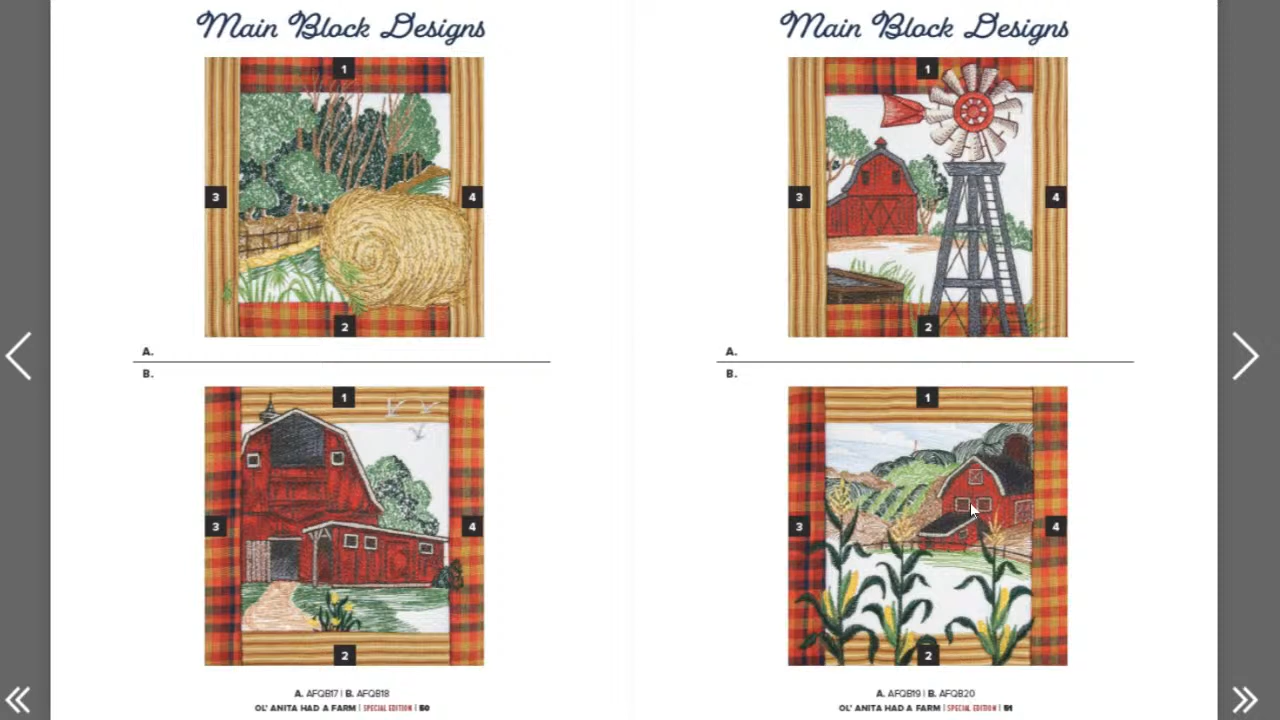 Main Block Designs
1
3
4
2
A.
B.
1
3
4
2
A. AFQB17 | B. AFQB18
OL' ANITA HAD A FARM | SPECIAL EDITION | 50
Main Block Designs
1
3
4
2
A.
B.
1
3
4
2
A. AFQB19 | B. AFQB20
OL' ANITA HAD A FARM | SPECIAL EDITION | 51